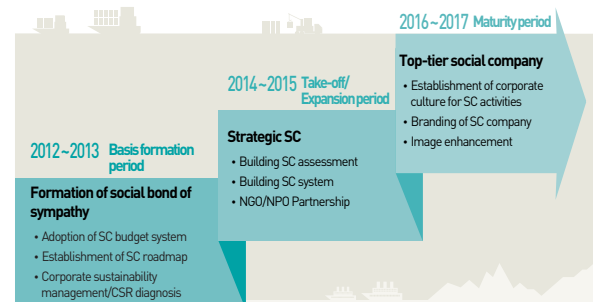 2012~2013 Basis formation
period
Formation of social bond of
sympathy
• Adoption of SC budget system
• Establishment of SC roadmap
• Corporate sustainability
management/CSR diagnosis
2014~2015 Take-off/
Expansion period
Strategic SC
• Building SC assessment
• Building SC system
• NGO/NPO Partnership
2016~2017 Maturity period
Top-tier social company
• Establishment of corporate
culture for SC activities
• Branding of SC company
• Image enhancement